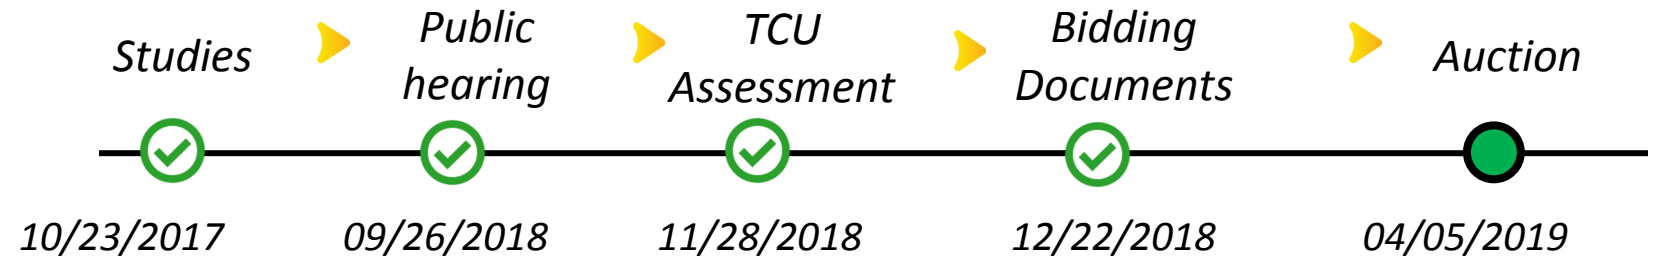 Studies
Public
hearing
TCU
Assessment
Bidding
Documents
Auction
10/23/2017
09/26/2018
11/28/2018
12/22/2018
04/05/2019